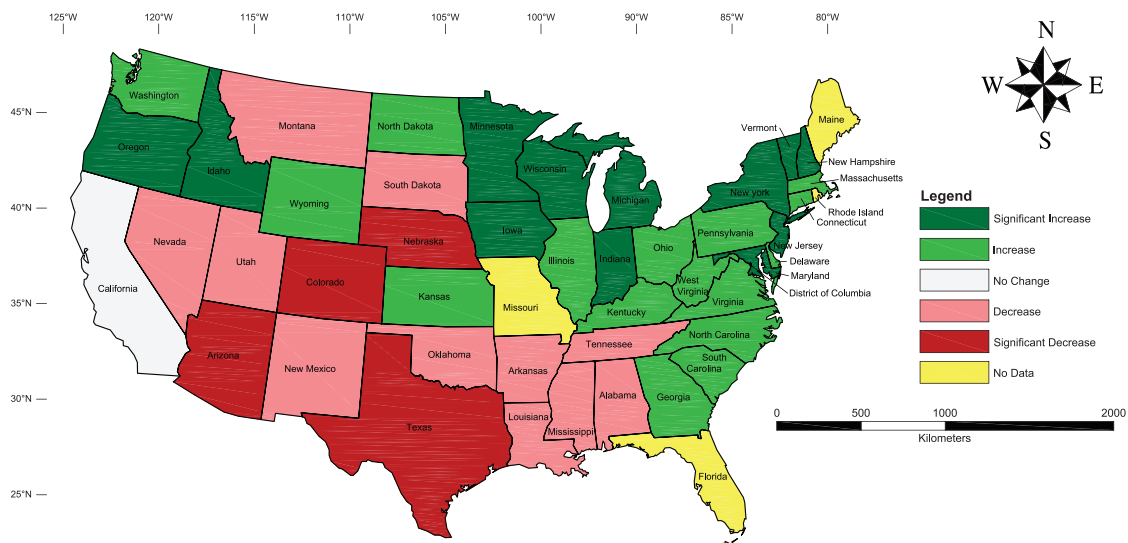 125°W 120°W 115°W 110°W 105°W 100°W 90°W 85°W 80°W
N
W E
S
45°N
40°N
35°N
30°N
25°N
Washington
Oregon
Idaho
Montana
North Dakota
Minnesota
Wisconsin
Michigan
South Dakota
Wyoming
Nebraska
Iowa
Nevada
Utah
Colorado
Kansas
California
Arizona
New Mexico
Oklahoma
Texas
Missouri
Arkansas
Louisiana
Mississippi
Alabama
Tennessee
Kentucky
Illinois
Indiana
Ohio
West
Virginia
Virginia
North Carolina
South
Carolina
Georgia
Florida
Pennsylvania
New york
Vermont
Maine
New Hampshire
Massachusetts
Rhode Island
Connecticut
New Jersey
Delaware
Maryland
District of Columbia
Legend
Significant Increase
Increase
No Change
Decrease
Significant Decrease
No Data
0 500 1000 2000
Kilometers